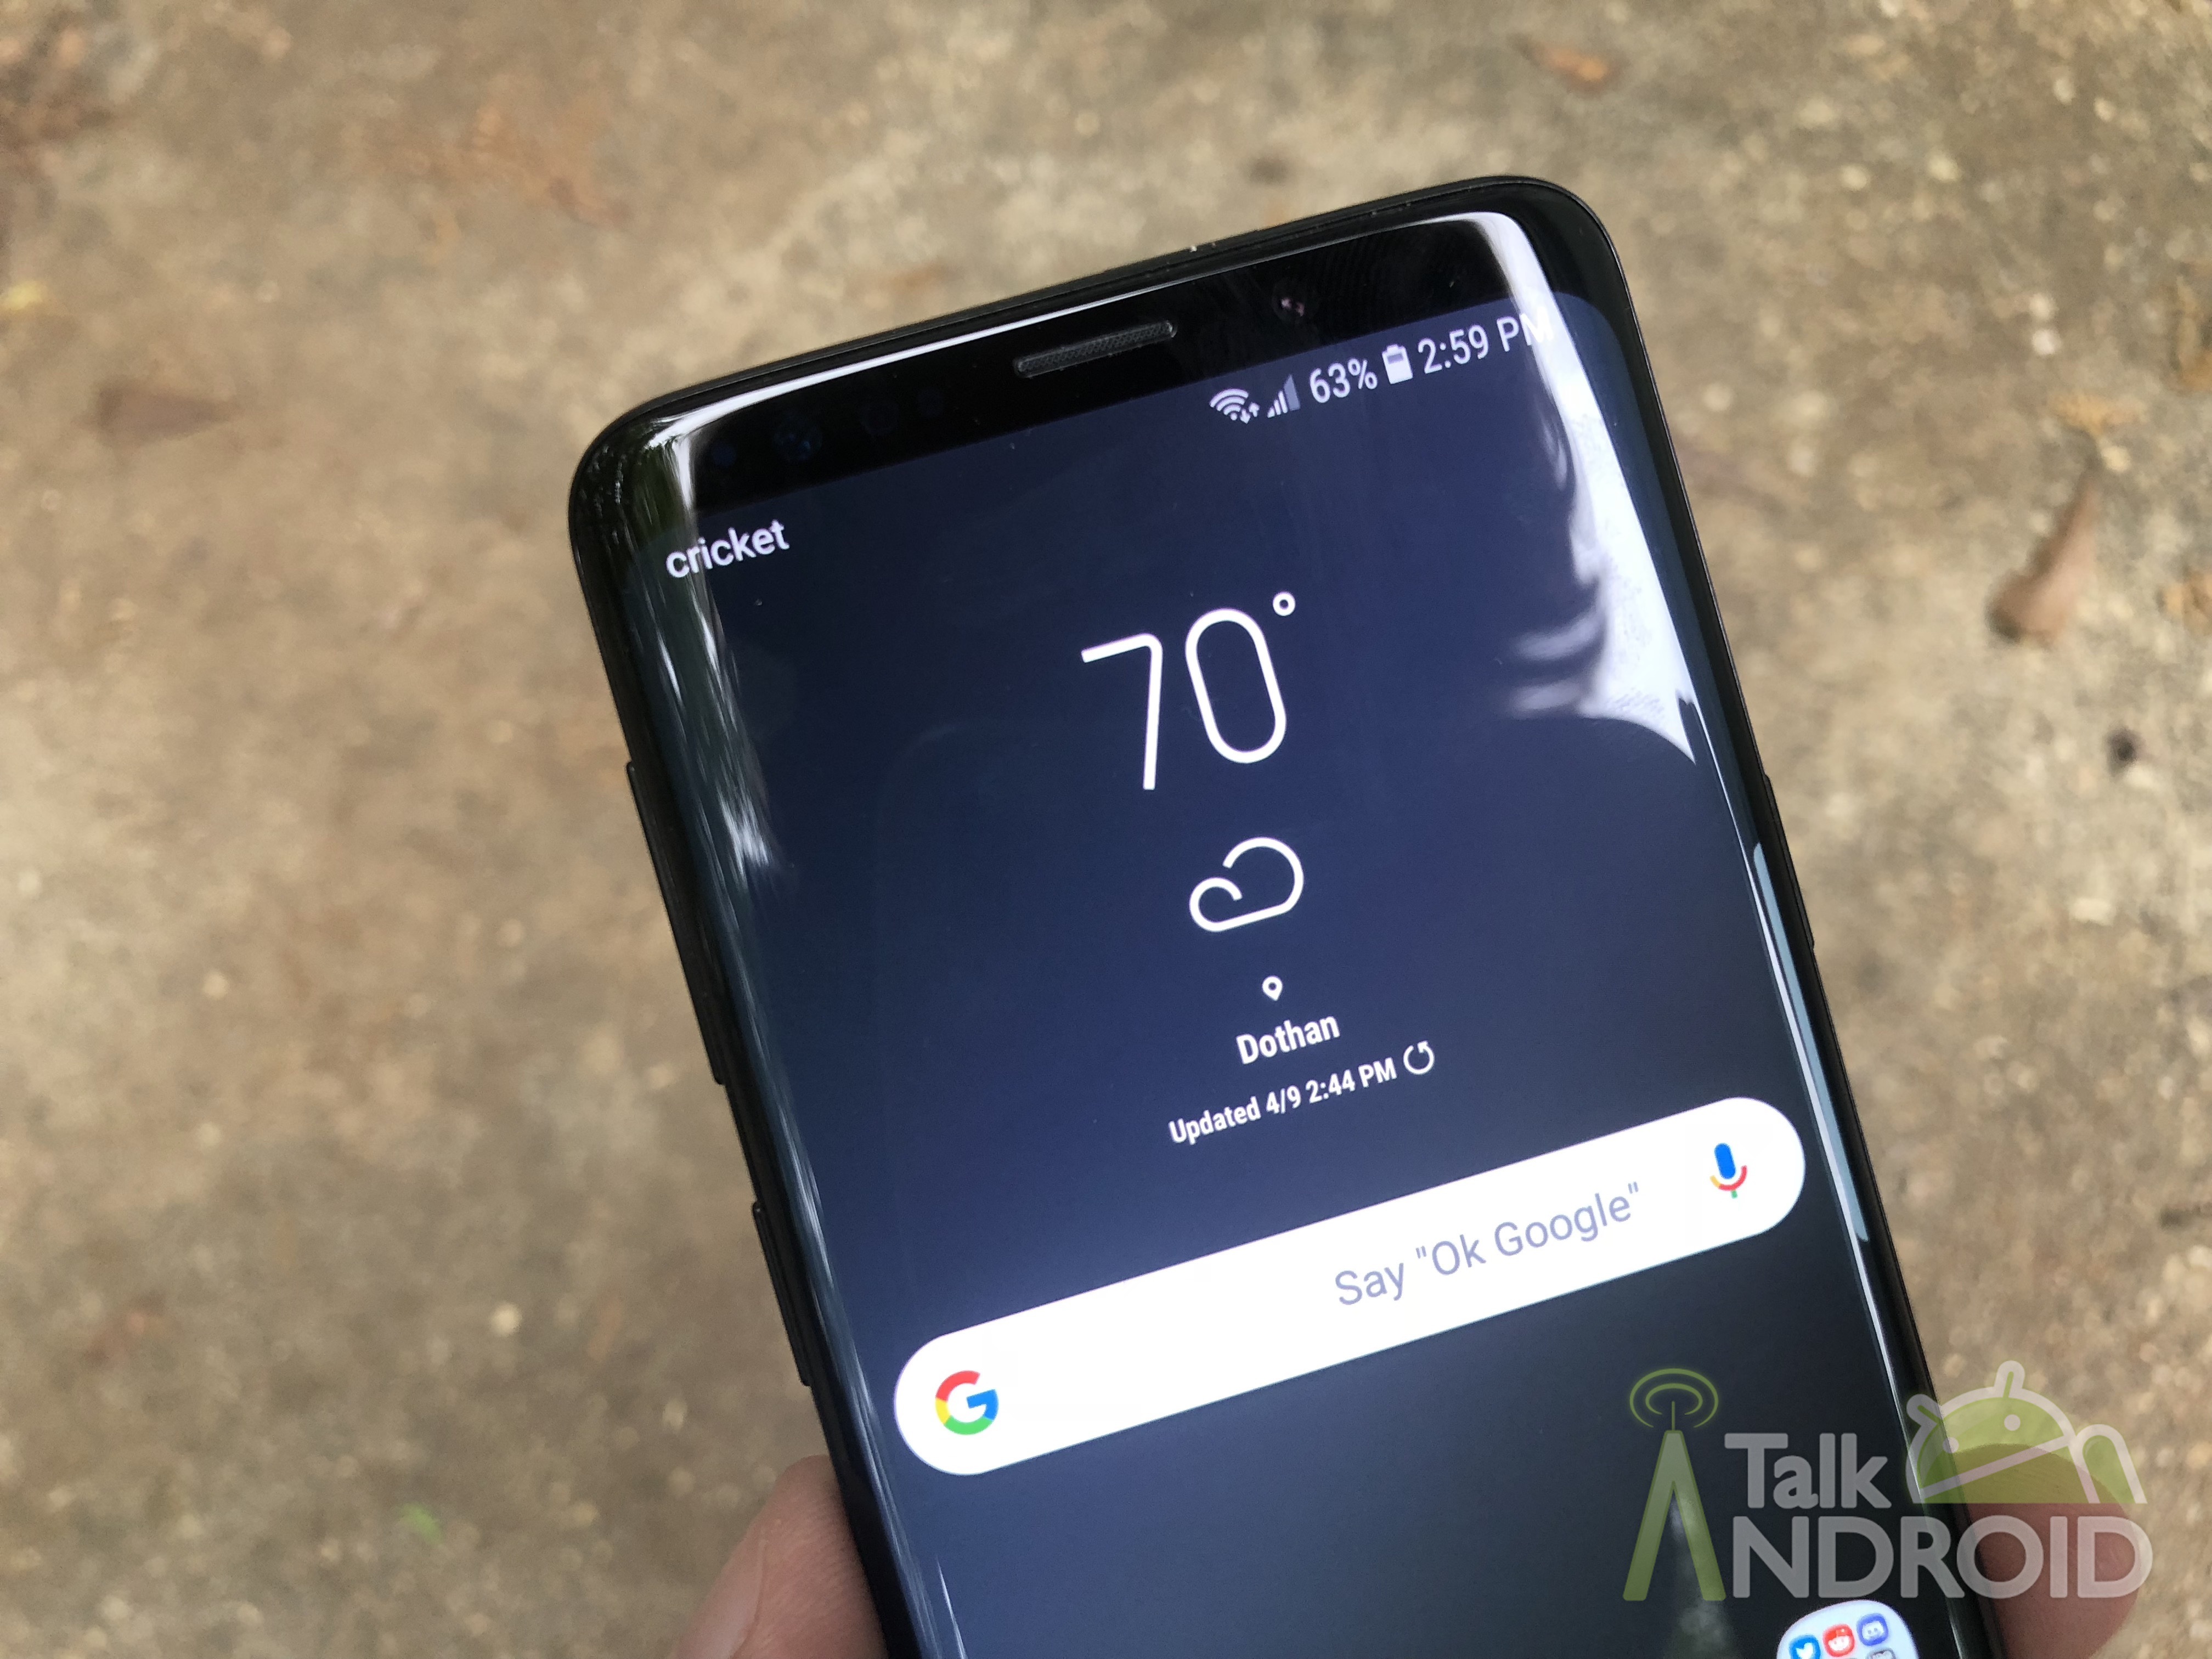 63% 2:59 PM
cricket
70°
Dothan
Updated 4/9 2:44 PM
Say "Ok Google"
Talk
ANDROID